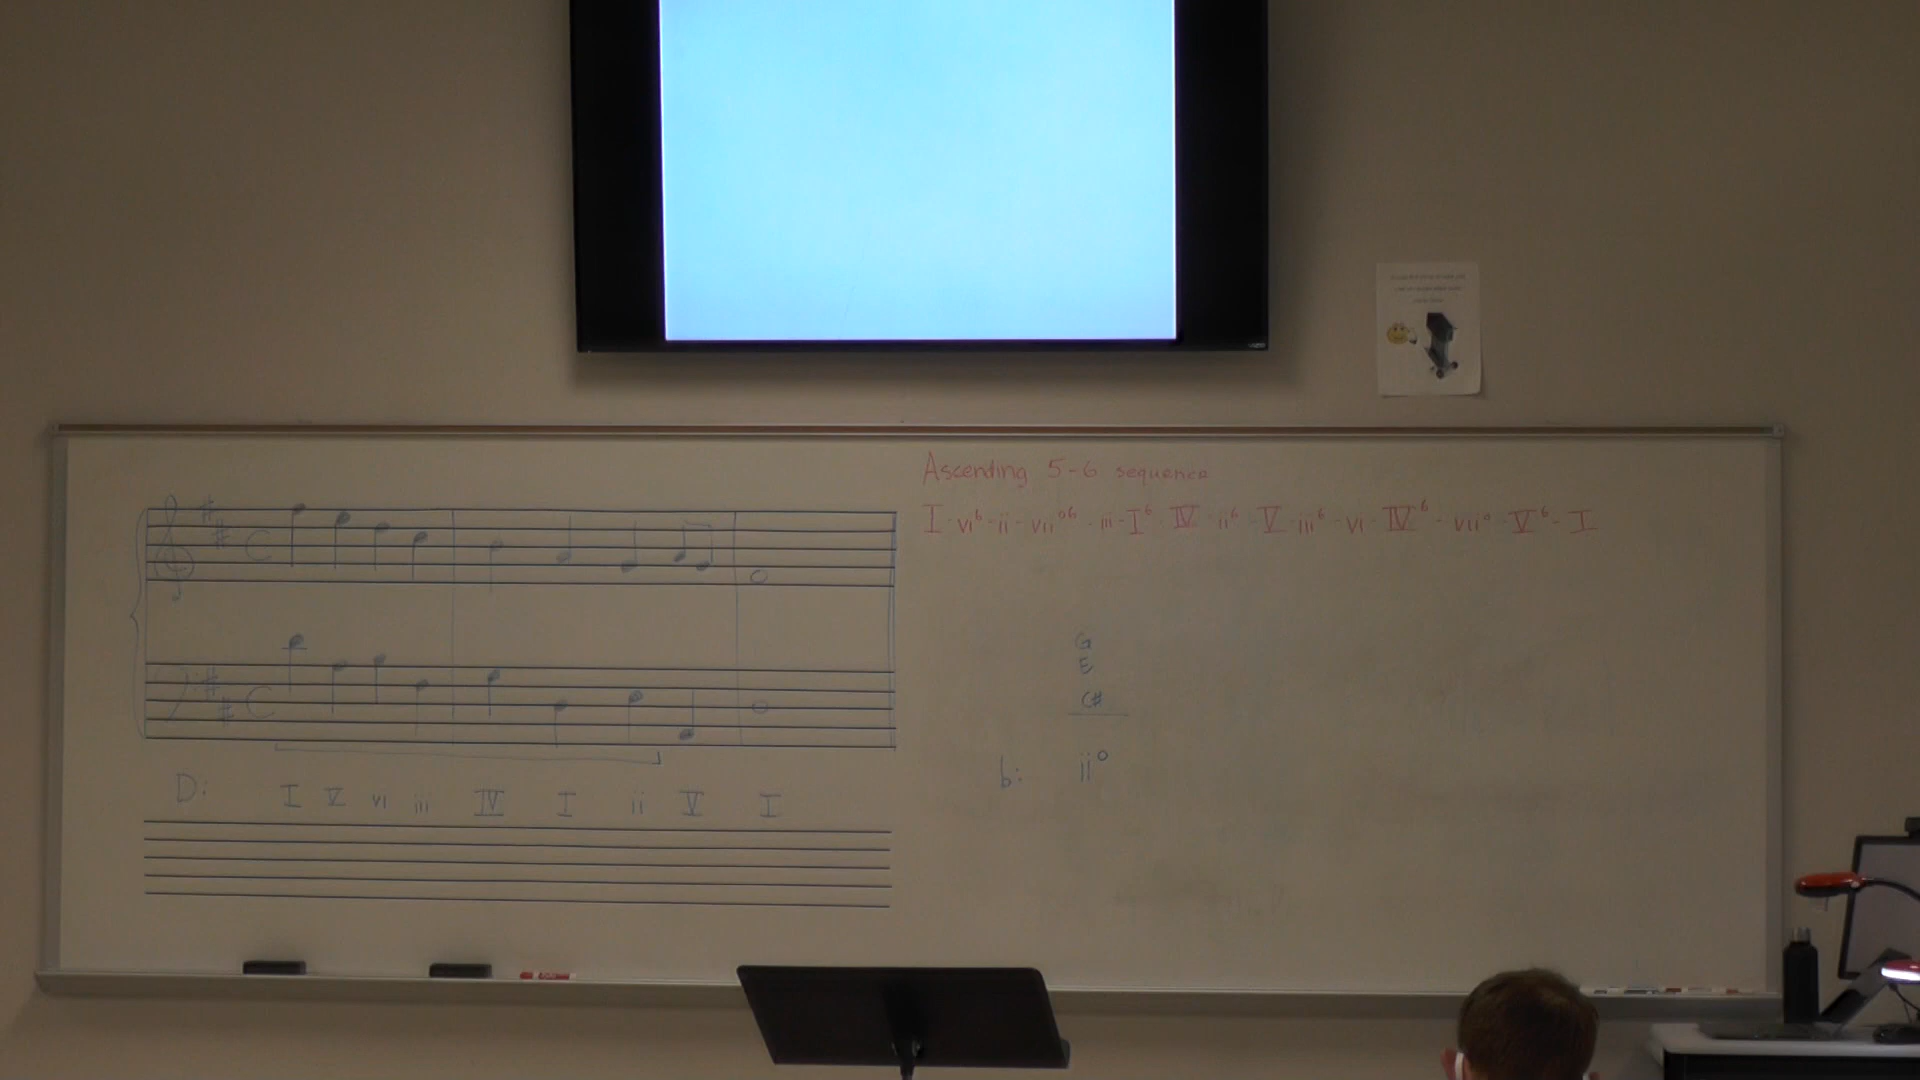 Ascending 5-6 sequence
I - vi⁶ - ii - vii°⁶ - iii - I⁶ - IV - ii⁶ - V - iii⁶ - vi - IV⁶ - vii° - V⁶ - I
G
E
C#
b: ii°
D: I V vi iii IV I ii V I